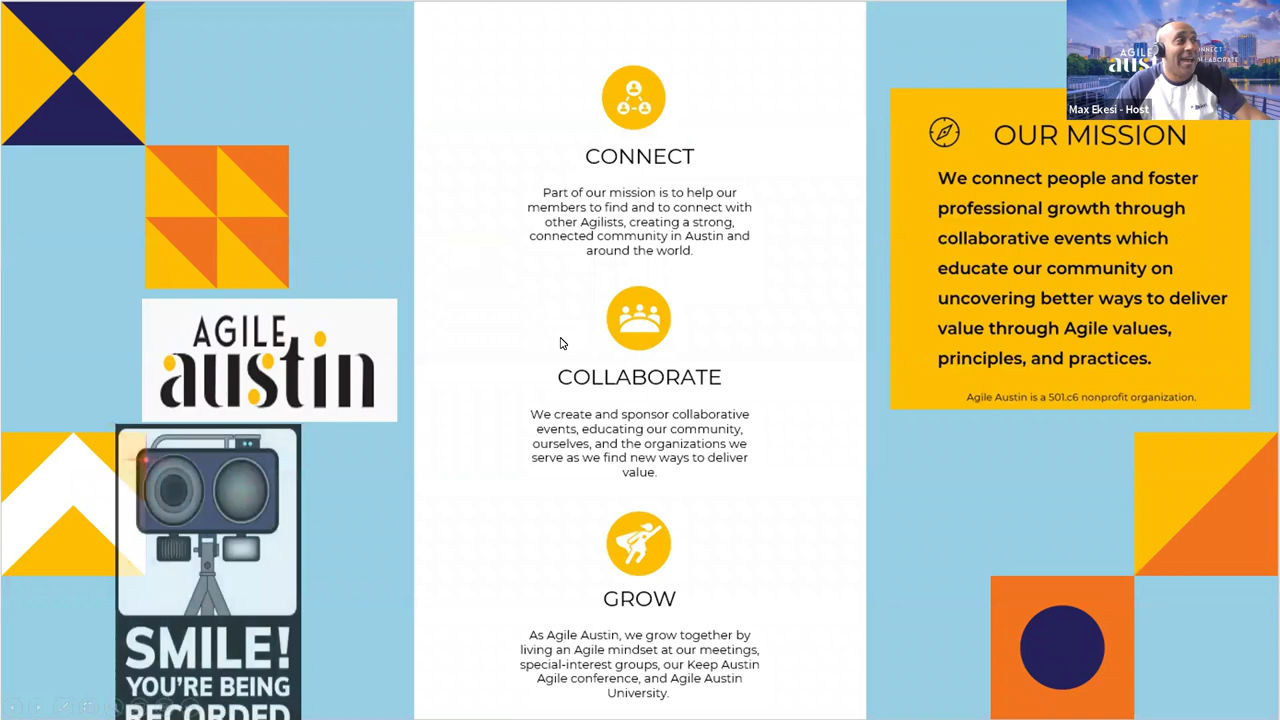 AGILE
austin
SMILE!
YOU'RE BEING
RECORDED
CONNECT
Part of our mission is to help our
members to find and to connect with
other Agilists, creating a strong,
connected community in Austin and
around the world.
COLLABORATE
We create and sponsor collaborative
events, educating our community,
ourselves, and the organizations we
serve as we find new ways to deliver
value.
GROW
As Agile Austin, we grow together by
living an Agile mindset at our meetings,
special-interest groups, our Keep Austin
Agile conference, and Agile Austin
University.
AGILE
aust
Max Ekesi - Host
OUR MISSION
We connect people and foster
professional growth through
collaborative events which
educate our community on
uncovering better ways to deliver
value through Agile values,
principles, and practices.
Agile Austin is a 501.c6 nonprofit organization.